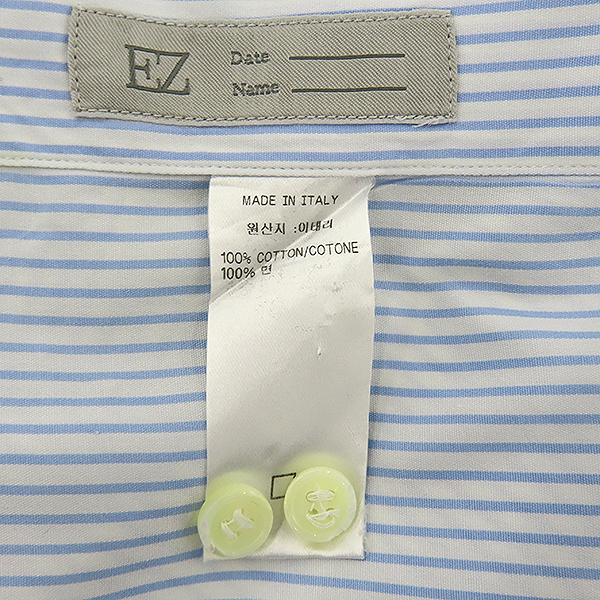 EZ
Date
Name
MADE IN ITALY
원산지 :이태리
100% COTTON/COTONE
100% 면